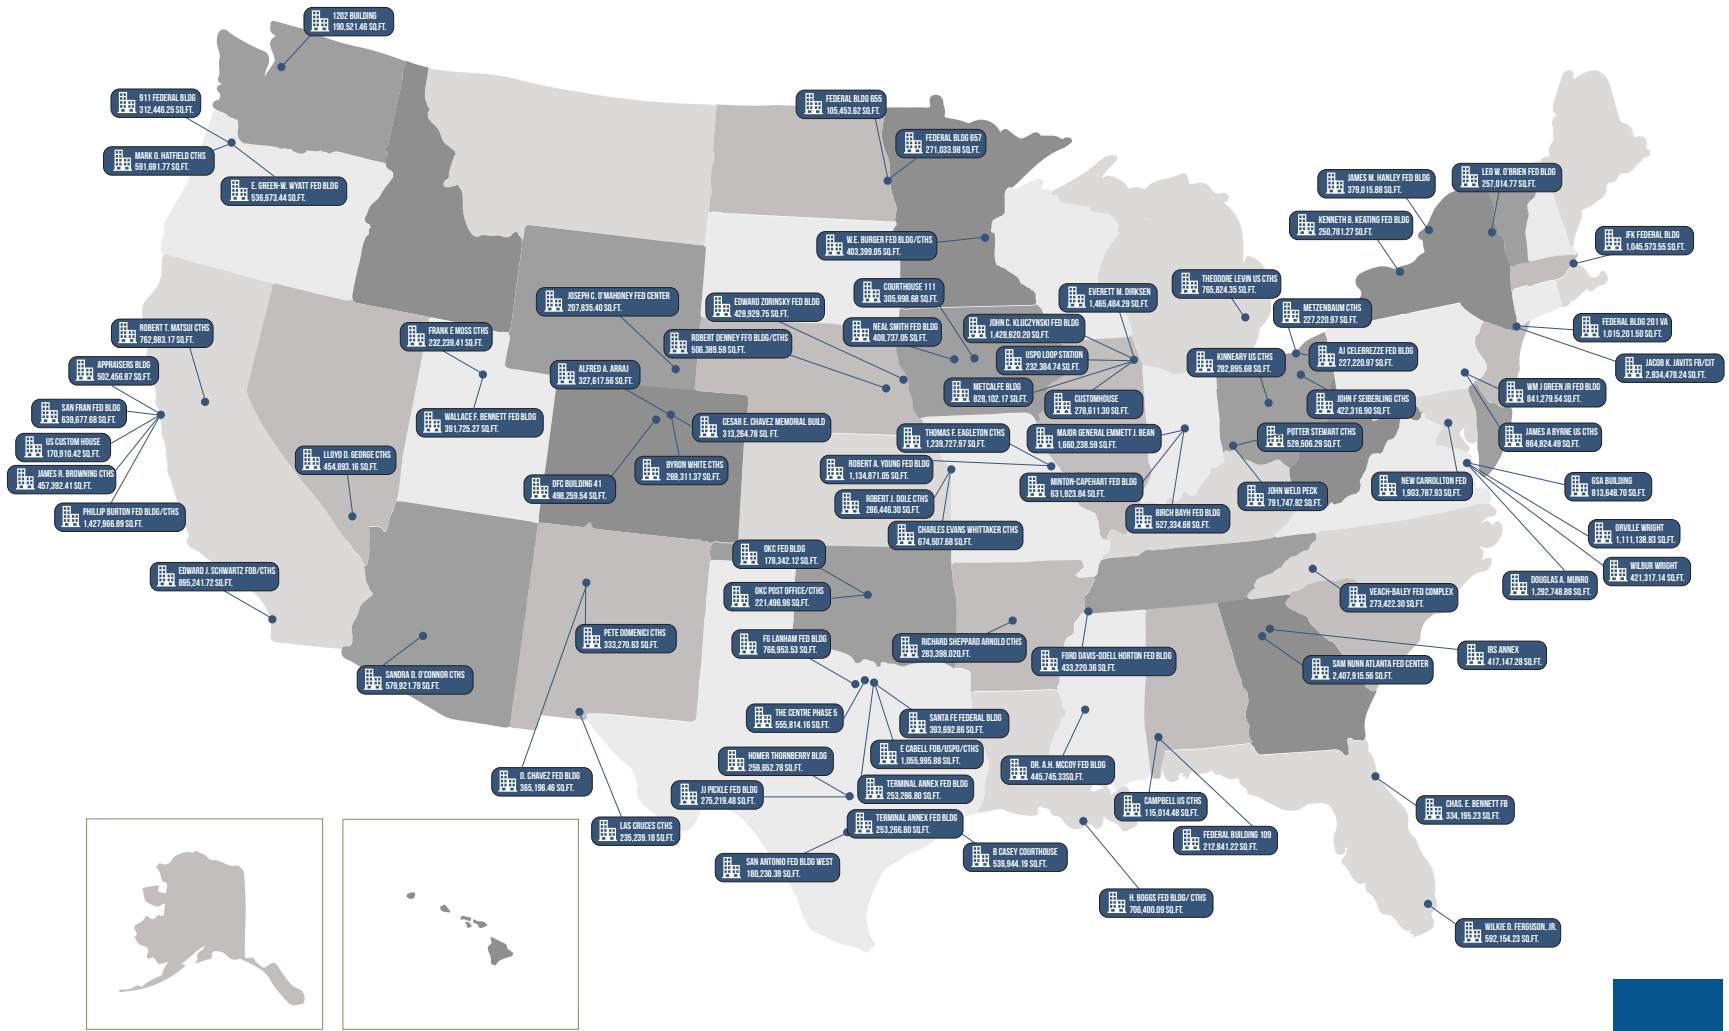 1202 BUILDING
190,521.46 SQ.FT.
911 FEDERAL BLDG
312,446.25 SQ.FT.
MARK O. HATFIELD CTHS
591,691.77 SQ.FT.
E. GREEN-W. WYATT FED BLDG
536,673.44 SQ.FT.
FEDERAL BLDG 655
105,453.62 SQ.FT.
FEDERAL BLDG 657
271,033.98 SQ.FT.
JAMES M. HANLEY FED BLDG
379,015.88 SQ.FT.
LEO W. O'BRIEN FED BLDG
257,014.77 SQ.FT.
KENNETH B. KEATING FED BLDG
250,781.27 SQ.FT.
JFK FEDERAL BLDG
1,045,573.55 SQ.FT.
W.E. BURGER FED BLDG/CTHS
403,399.05 SQ.FT.
COURTHOUSE 111
305,998.68 SQ.FT.
EVERETT M. DIRKSEN
1,465,484.29 SQ.FT.
THEODORE LEVIN US CTHS
765,824.35 SQ.FT.
METZENBAUM CTHS
227,220.97 SQ.FT.
JOSEPH C. O'MAHONEY FED CENTER
207,835.40 SQ.FT.
EDWARD ZORINSKY FED BLDG
428,929.75 SQ.FT.
NEAL SMITH FED BLDG
408,737.05 SQ.FT.
JOHN C. KLUCZYNSKI FED BLDG
1,428,620.20 SQ.FT.
FEDERAL BLDG 201 VA
1,015,201.50 SQ.FT.
ROBERT T. MATSUI CTHS
762,983.17 SQ.FT.
FRANK E MOSS CTHS
232,239.41 SQ.FT.
ROBERT DENNEY FFO BLDG/CTHS
506,389.59 SQ.FT.
USPO LOOP STATION
232,384.74 SQ.FT.
KINNEARY US CTHS
282,895.68 SQ.FT.
AJ CELEBREZZE FED BLDG
227,220.97 SQ.FT.
JACOB K. JAVITS FB/CIT
2,834,478.24 SQ.FT.
APPRAISERS BLDG
502,456.87 SQ.FT.
ALFRED A. ARRAJ
327,617.56 SQ.FT.
METCALFE BLDG
828,102.17 SQ.FT.
CUSTOMHOUSE
278,611.30 SQ.FT.
JOHN F SEIBERLING CTHS
422,316.90 SQ.FT.
WM J GREEN JR FED BLDG
841,279.54 SQ.FT.
SAN FRAN FED BLDG
639,677.68 SQ.FT.
WALLACE F. BENNETT FED BLDG
391,725.27 SQ.FT.
CESAR E. CHAVEZ MEMORIAL BUILD
313,264.78 SQ. FT.
THOMAS F. EAGLETON CTHS
1,239,727.97 SQ.FT.
MAJOR GENERAL EMMETT J. BEAN
1,660,238.59 SQ.FT.
POTTER STEWART CTHS
528,506.29 SQ.FT.
JAMES A BYRNE US CTHS
864,824.49 SQ.FT.
US CUSTOM HOUSE
170,910.42 SQ.FT.
LLOYD D. GEORGE CTHS
454,893.16 SQ.FT.
BYRON WHITE CTHS
269,311.37 SQ.FT.
ROBERT A. YOUNG FED BLDG
1,134,871.05 SQ.FT.
MINTON-CAPEHART FED BLDG
631,923.84 SQ.FT.
JAMES R. BROWNING CTHS
457,392.41 SQ.FT.
DFC BUILDING 41
498,259.54 SQ.FT.
ROBERT J. DOLE CTHS
286,446.30 SQ.FT.
JOHN WELD PECK
791,747.82 SQ.FT.
NEW CARROLLTON FED
1,903,787.93 SQ.FT.
GSA BUILDING
813,648.70 SQ.FT.
PHILLIP BURTON FED BLDG/CTHS
1,427,966.89 SQ.FT.
CHARLES EVANS WHITTAKER CTHS
674,507.68 SQ.FT.
BIRCH BAYH FED BLDG
527,334.68 SQ.FT.
ORVILLE WRIGHT
1,111,138.83 SQ.FT.
EDWARD J. SCHWARTZ FOB/CTHS
895,241.72 SQ.FT.
OKC FED BLDG
178,342.12 SQ.FT.
WILBUR WRIGHT
421,317.14 SQ.FT.
DOUGLAS A. MUNRO
1,292,748.88 SQ.FT.
OKC POST OFFICE/CTHS
221,496.96 SQ.FT.
VEACH-BALEY FED COMPLEX
273,422.30 SQ.FT.
PETE DOMENICI CTHS
333,270.63 SQ.FT.
FG LANHAM FED BLDG
766,953.53 SQ.FT.
RICHARD SHEPPARD ARNOLD CTHS
283,398.02Q.FT.
FORD DAVIS-ODELL HORTON FED BLDG
433,220.36 SQ.FT.
IRS ANNEX
417,147.28 SQ.FT.
SAM NUNN ATLANTA FED CENTER
2,407,915.56 SQ.FT.
SANDRA D. O'CONNOR CTHS
579,921.79 SQ.FT.
THE CENTRE PHASE 5
555,814.16 SQ.FT.
SANTA FE FEDERAL BLDG
393,692.86 SQ.FT.
E CABELL FOB/USPO/CTHS
1,055,995.88 SQ.FT.
HOMER THORNBERRY BLDG
259,652.78 SQ.FT.
DR. A.H. MCCOY FED BLDG
445,745.33SQ.FT.
D. CHAVEZ FED BLDG
365,196.46 SQ.FT.
JJ PICKLE FED BLDG
275,219.48 SQ.FT.
TERMINAL ANNEX FED BLDG
253,266.80 SQ.FT.
CAMPBELL US CTHS
115,014.48 SQ.FT.
CHAS. E. BENNETT FB
334,195.23 SQ.FT.
LAS CRUCES CTHS
235,239.18 SQ.FT.
TERMINAL ANNEX FED BLDG
253,266.80 SQ.FT.
FEDERAL BUILDING 109
212,841.22 SQ.FT.
SAN ANTONIO FED BLDG WEST
180,230.39 SQ.FT.
B CASEY COURTHOUSE
536,944.19 SQ.FT.
H. BOGGS FED BLDG/ CTHS
706,400.09 SQ.FT.
WILKIE D. FERGUSON, JR.
592,154.23 SQ.FT.